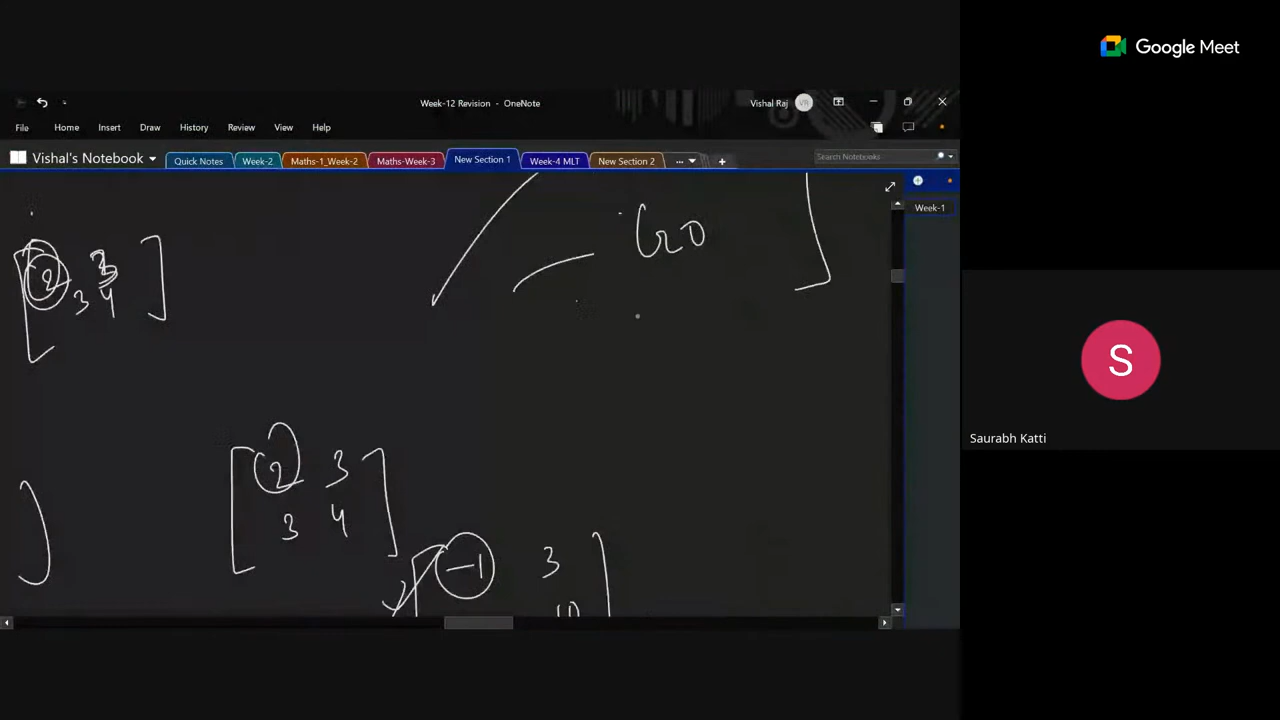 Google Meet
Week-12 Revision - OneNote
Vishal Raj
VR
File Home Insert Draw History Review View Help
Vishal's Notebook
Quick Notes
Week-2
Maths-1_Week-2
Maths-Week-3
New Section 1
Week-4 MLT
New Section 2
...
Search Notebooks
Week-1
2 3
3 4
2 3
3 4
-1 3
10
S
Saurabh Katti